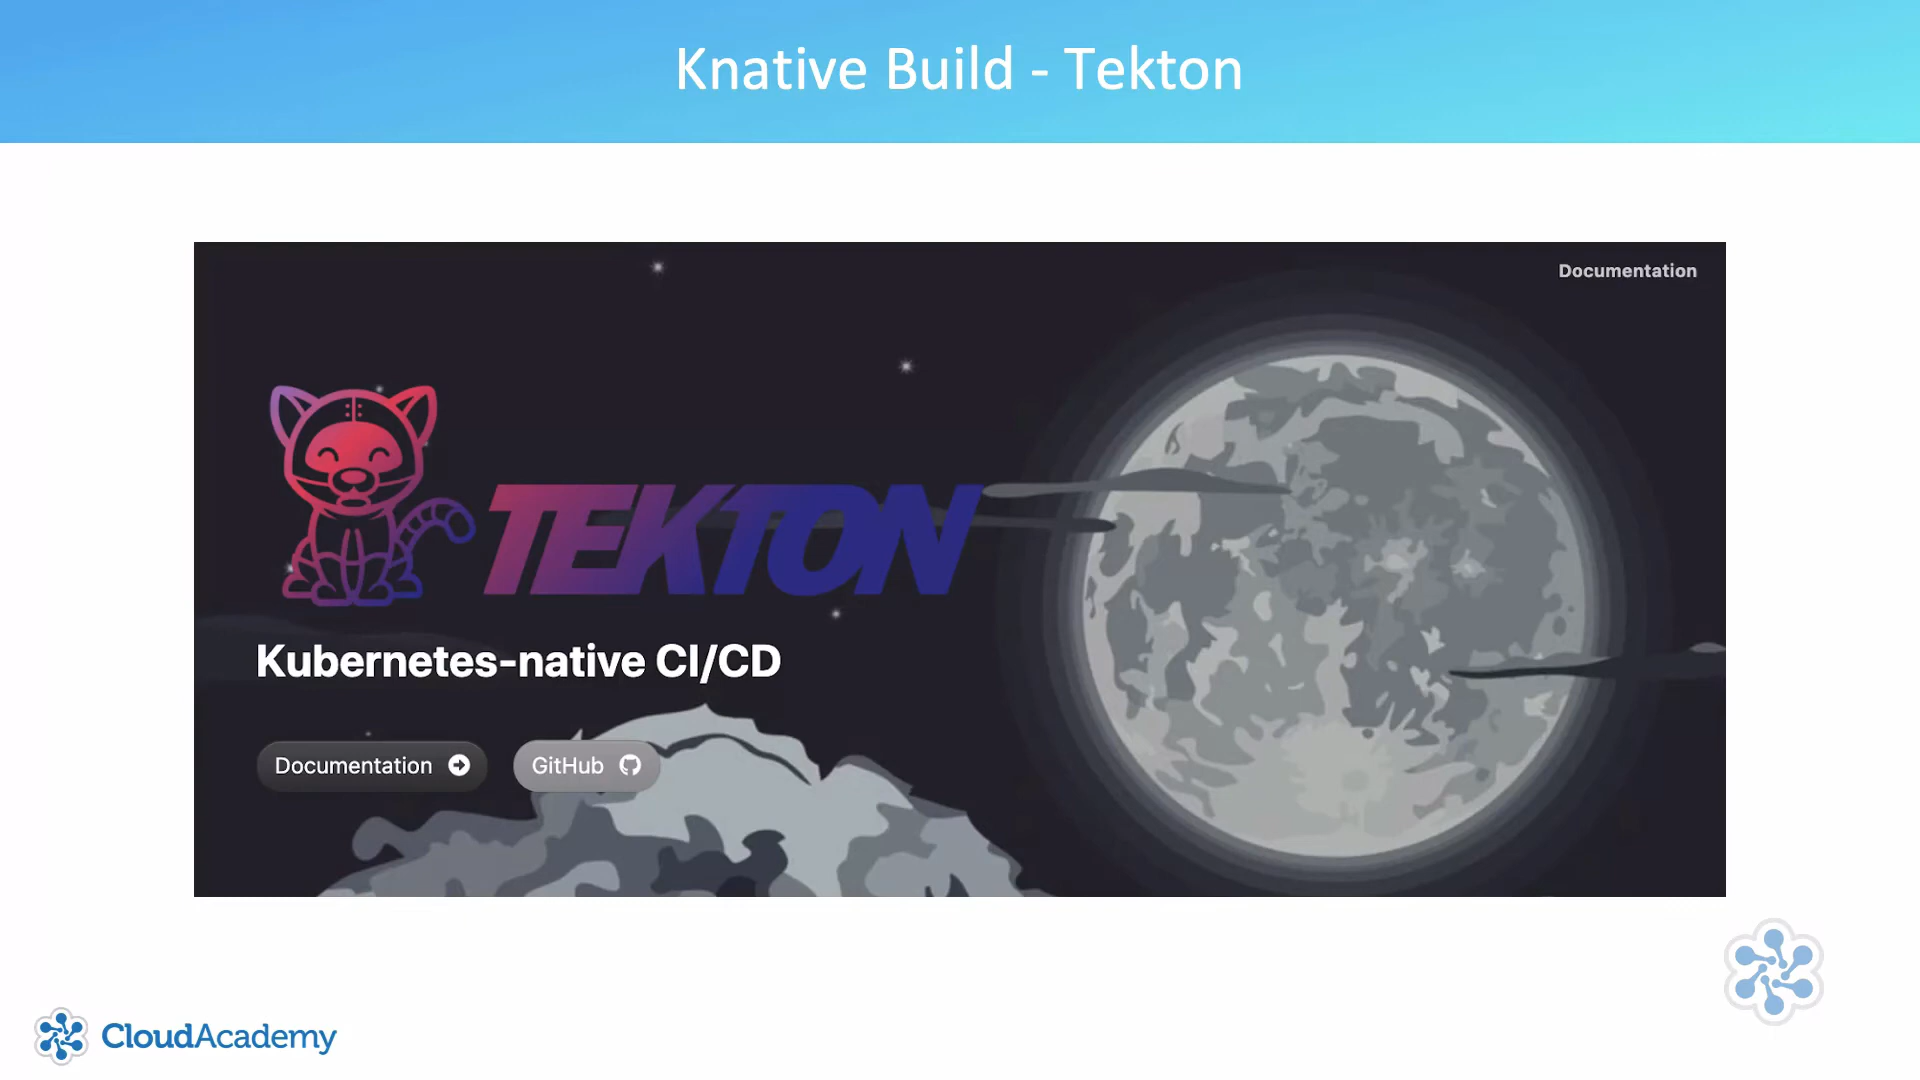 Knative Build - Tekton
Documentation
TEKTON
Kubernetes-native CI/CD
Documentation
GitHub
CloudAcademy